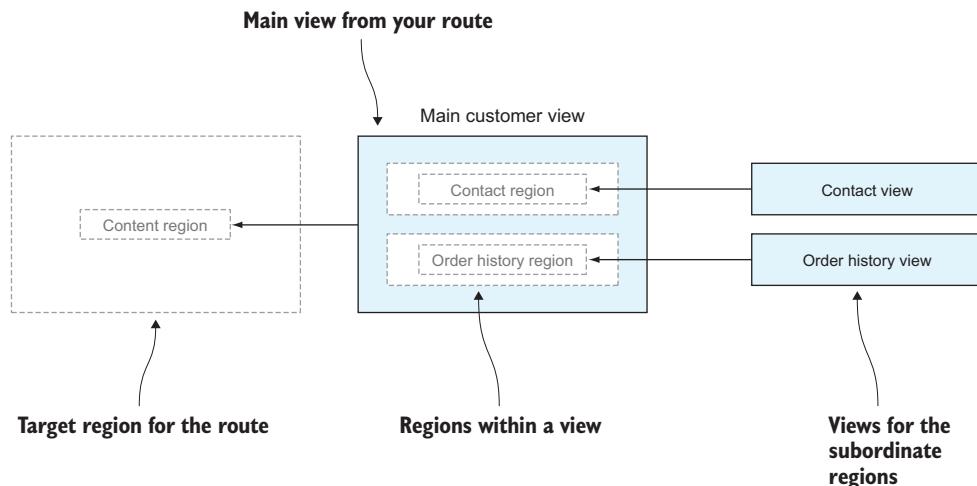 Main view from your route
Main customer view
Contact region
Contact view
Content region
Order history region
Order history view
Target region for the route
Regions within a view
Views for the
subordinate
regions